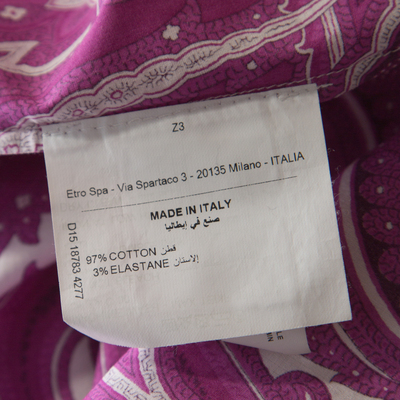 Z3
Etro Spa - Via Spartaco 3 - 20135 Milano - ITALIA
MADE IN ITALY
صنع في إيطاليا
97% COTTON قطن
3% ELASTANE إلاستان
D15 18783 4277